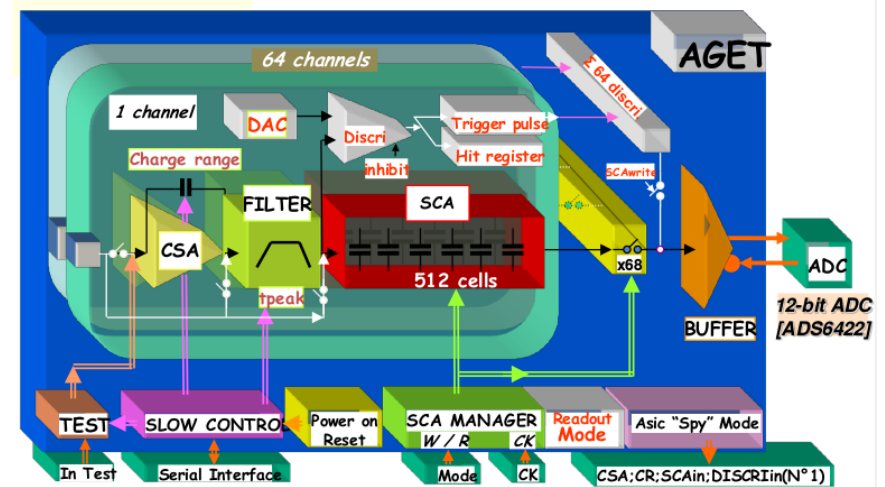 64 channels
AGET
Σ 64 discri
1 channel
DAC
Discri
Trigger pulse
Hit register
inhibit
Charge range
SCAwrite
FILTER
SCA
CSA
512 cells
tpeak
x68
BUFFER
ADC
12-bit ADC
[ADS6422]
TEST
SLOW CONTROL
Power on
Reset
SCA MANAGER
W / R
CK
Readout
Mode
Asic “Spy” Mode
In Test
Serial Interface
Mode
CK
CSA;CR;SCAin;DISCRIin(N°1)